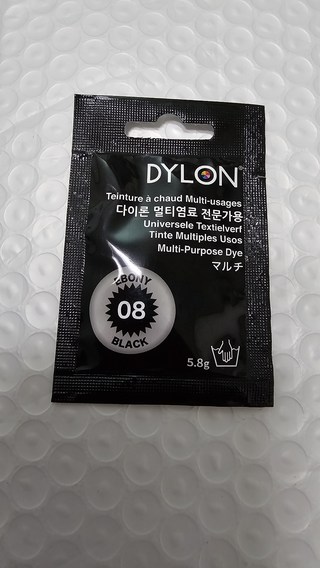 DYLON
Teinture à chaud Multi-usages
다이론 멀티염료 전문가용
Universele Textielverf
Tinte Multiples Usos
Multi-Purpose Dye
マルチ
EBONY
08
BLACK
5.8g